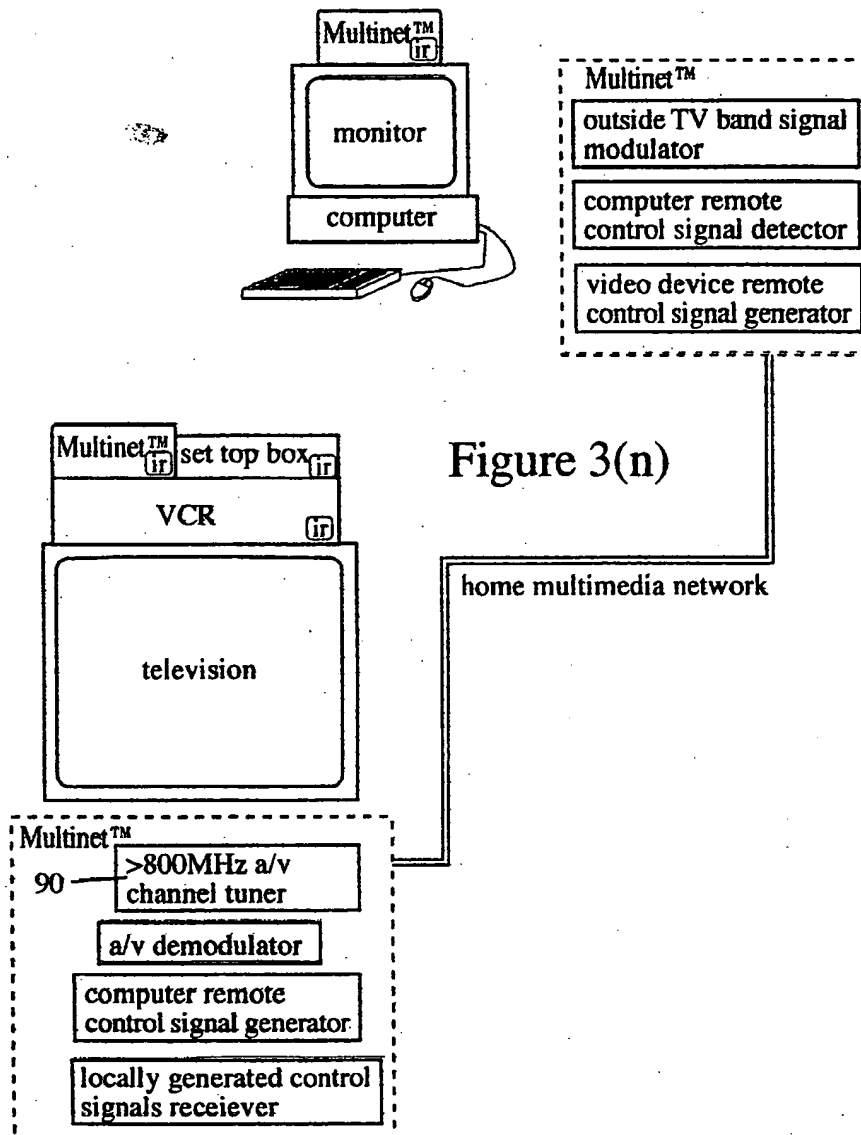 Multinet™
ir
monitor
computer
Multinet™
outside TV band signal
modulator
computer remote
control signal detector
video device remote
control signal generator
Multinet™
ir
set top box
ir
VCR
ir
Figure 3(n)
home multimedia network
television
Multinet™
90
>800MHz a/v
channel tuner
a/v demodulator
computer remote
control signal generator
locally generated control
signals receiever